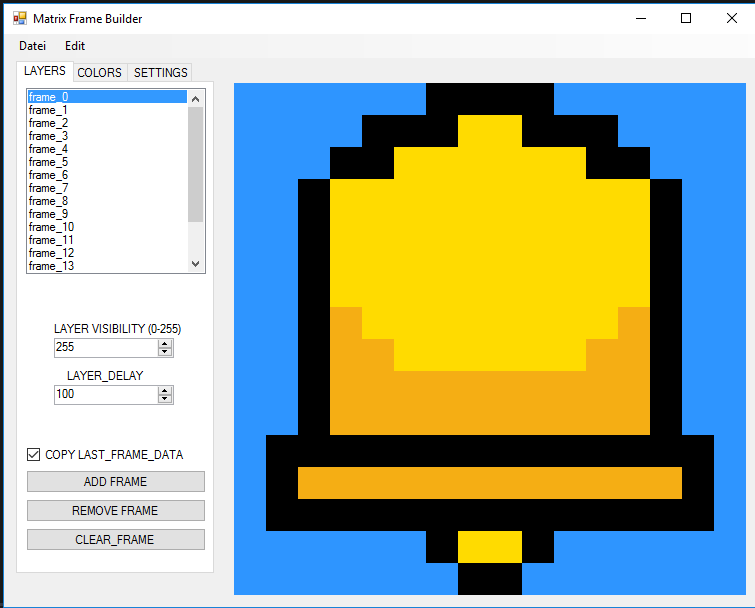 Matrix Frame Builder
Datei Edit
LAYERS COLORS SETTINGS
frame_0
frame_1
frame_2
frame_3
frame_4
frame_5
frame_6
frame_7
frame_8
frame_9
frame_10
frame_11
frame_12
frame_13
LAYER VISIBILITY (0-255)
255
LAYER_DELAY
100
COPY LAST_FRAME_DATA
ADD FRAME
REMOVE FRAME
CLEAR_FRAME